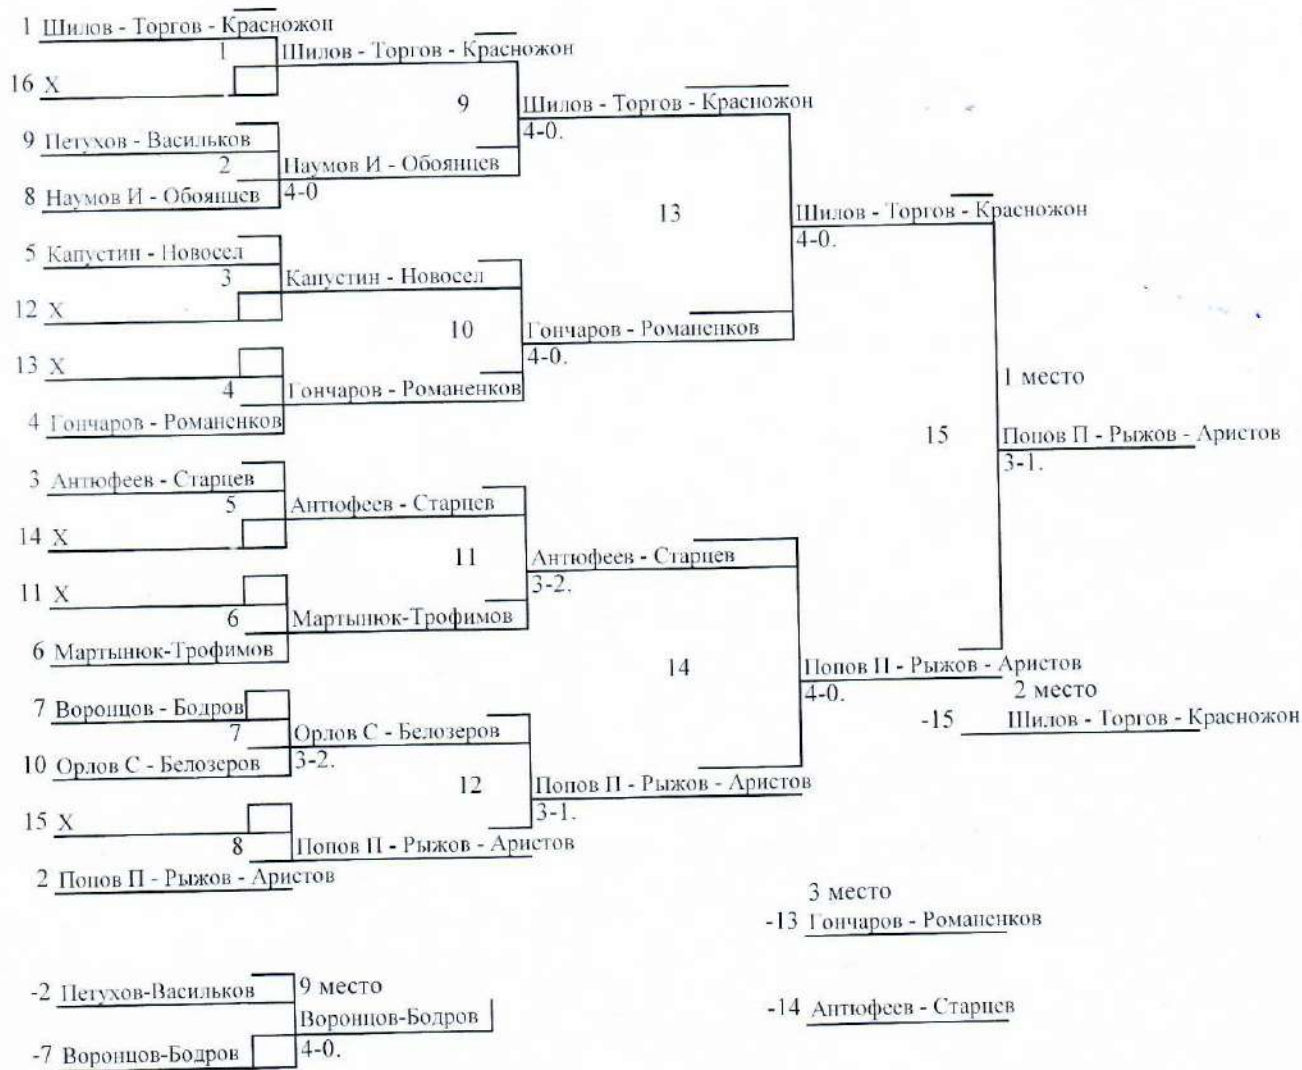 1 Шилов - Торгов - Красножон
1 Шилов - Торгов - Красножон
16 X
9 Шилов - Торгов - Красножон
4-0.
9 Петухов - Васильков
2 Наумов И - Обоянцев
8 Наумов И - Обоянцев 4-0
13 Шилов - Торгов - Красножон
4-0.
5 Капустин - Новосел
3 Капустин - Новосел
12 X
10 Гончаров - Романенков
4-0.
13 X
4 Гончаров - Романенков
4 Гончаров - Романенков
1 место
15 Попов П - Рыжов - Аристов
3-1.
3 Антюфеев - Старцев
5 Антюфеев - Старцев
14 X
11 Антюфеев - Старцев
3-2.
11 X
6 Мартынюк-Трофимов
6 Мартынюк-Трофимов
14 Попов П - Рыжов - Аристов
4-0.
2 место
-15 Шилов - Торгов - Красножон
7 Воронцов - Бодров
7 Орлов С - Белозеров
10 Орлов С - Белозеров 3-2.
12 Попов П - Рыжов - Аристов
3-1.
15 X
8 Попов П - Рыжов - Аристов
2 Попов П - Рыжов - Аристов
3 место
-13 Гончаров - Романенков
-2 Петухов-Васильков 9 место
-14 Антюфеев - Старцев
Воронцов-Бодров
-7 Воронцов-Бодров 4-0.